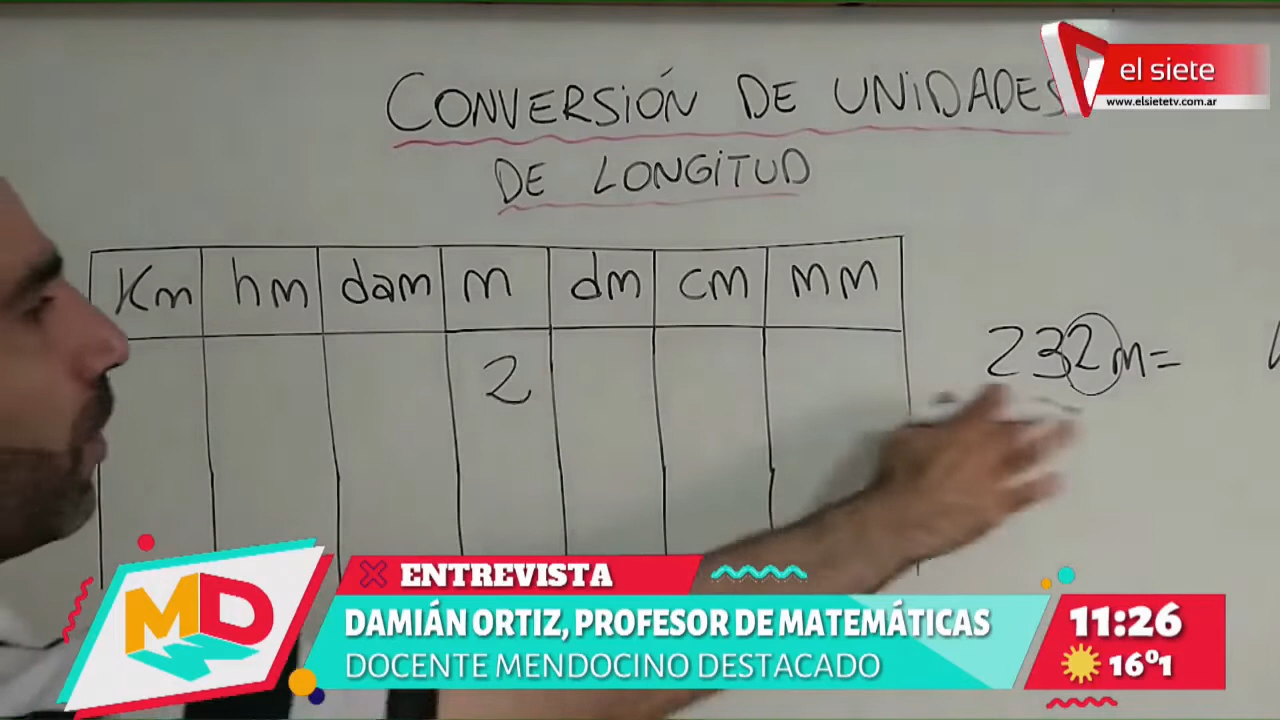 CONVERSIÓN DE UNIDADES
DE LONGITUD
el siete
www.elsietetv.com.ar
Km hm dam m dm cm mm
2
232m=
MD
ENTREVISTA
DAMIÁN ORTIZ, PROFESOR DE MATEMÁTICAS
DOCENTE MENDOCINO DESTACADO
11:26
16º1